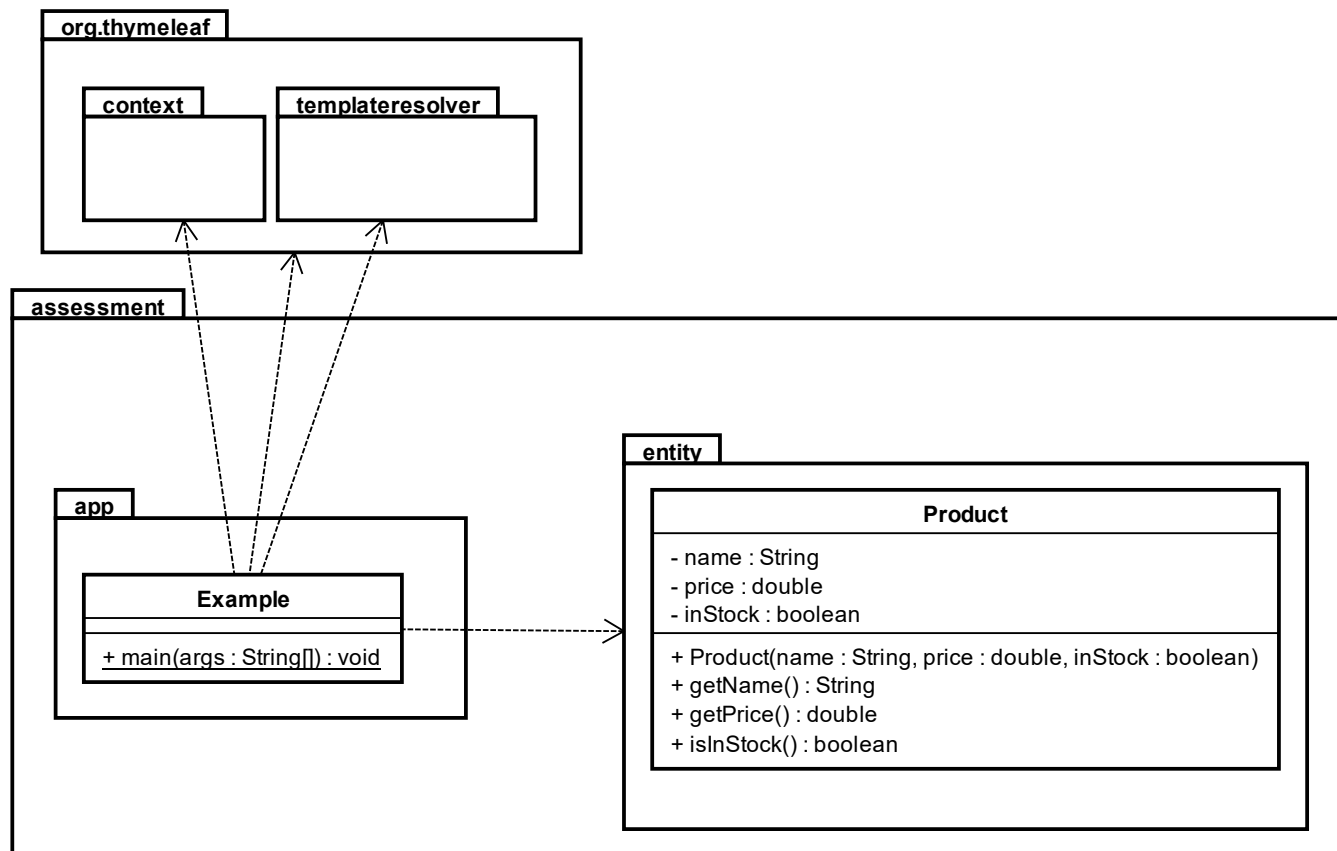 org.thymeleaf
context
templateresolver
assessment
app
Example
+ main(args : String[]) : void
entity
Product
- name : String
- price : double
- inStock : boolean
+ Product(name : String, price : double, inStock : boolean)
+ getName() : String
+ getPrice() : double
+ isInStock() : boolean